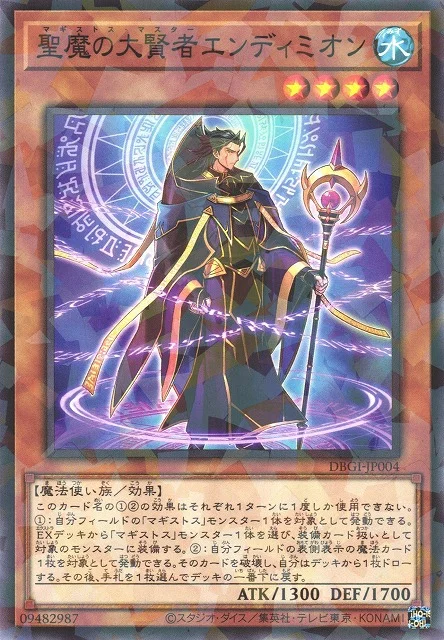 マギストス マスター
聖魔の大賢者エンディミオン
水
DBGI-JP004
【魔法使い族／効果】
このカード名の①②の効果はそれぞれ1ターンに1度しか使用できない。
①：自分フィールドの「マギストス」モンスター1体を対象として発動できる。
EXデッキから「マギストス」モンスター1体を選び、装備カード扱いとして
対象のモンスターに装備する。②：自分フィールドの表側表示の魔法カード
1枚を対象として発動できる。そのカードを破壊し、自分はデッキから1枚ドロー
する。その後、手札を1枚選んでデッキの一番下に戻す。
ATK/1300 DEF/1700
09482987
©スタジオ・ダイス／集英社・テレビ東京・KONAMI